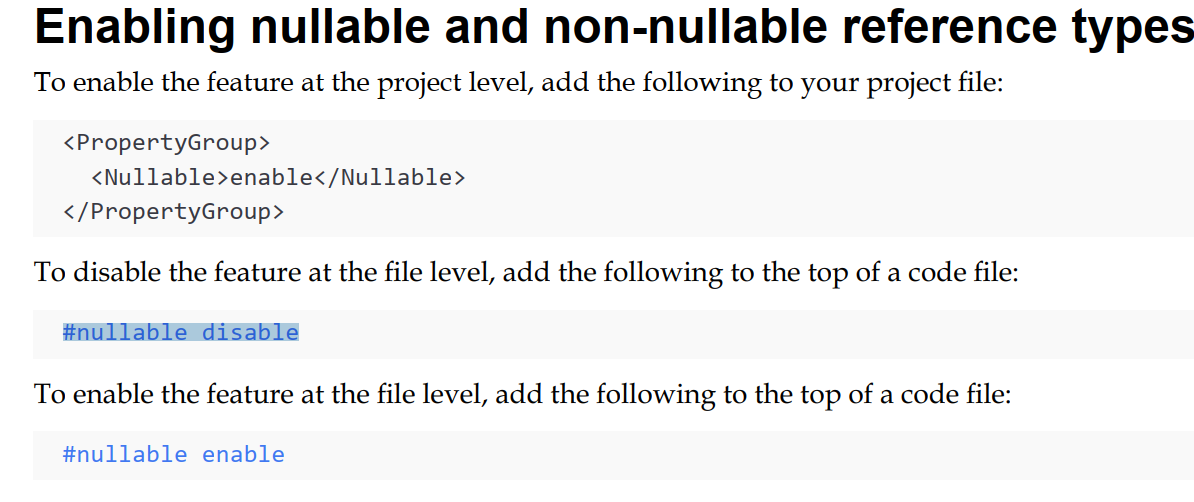 Enabling nullable and non-nullable reference types
To enable the feature at the project level, add the following to your project file:
<PropertyGroup>
  <Nullable>enable</Nullable>
</PropertyGroup>
To disable the feature at the file level, add the following to the top of a code file:
#nullable disable
To enable the feature at the file level, add the following to the top of a code file:
#nullable enable